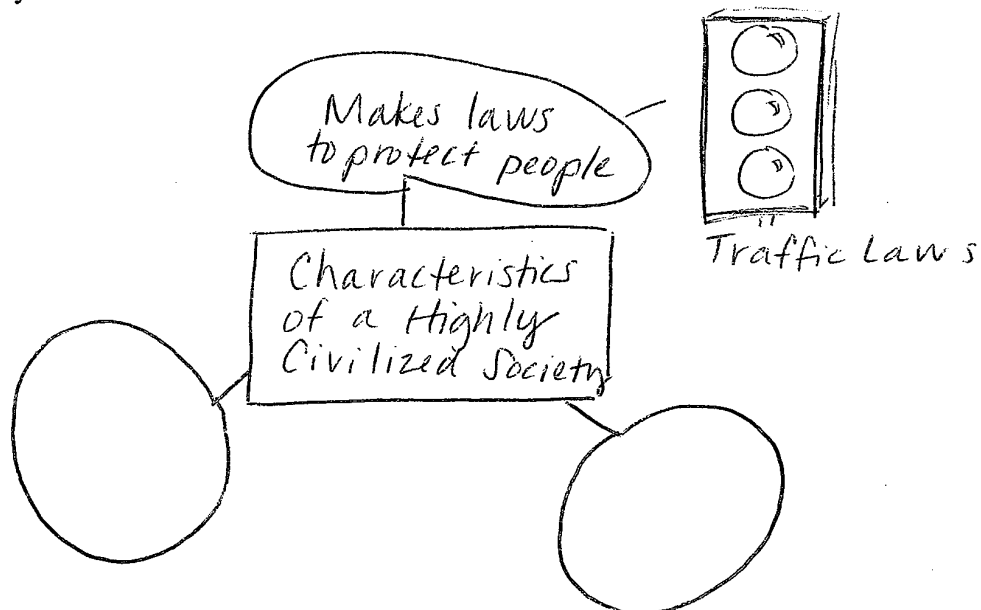 Makes laws
to protect people
Traffic Laws
Characteristics
of a Highly
Civilized Society